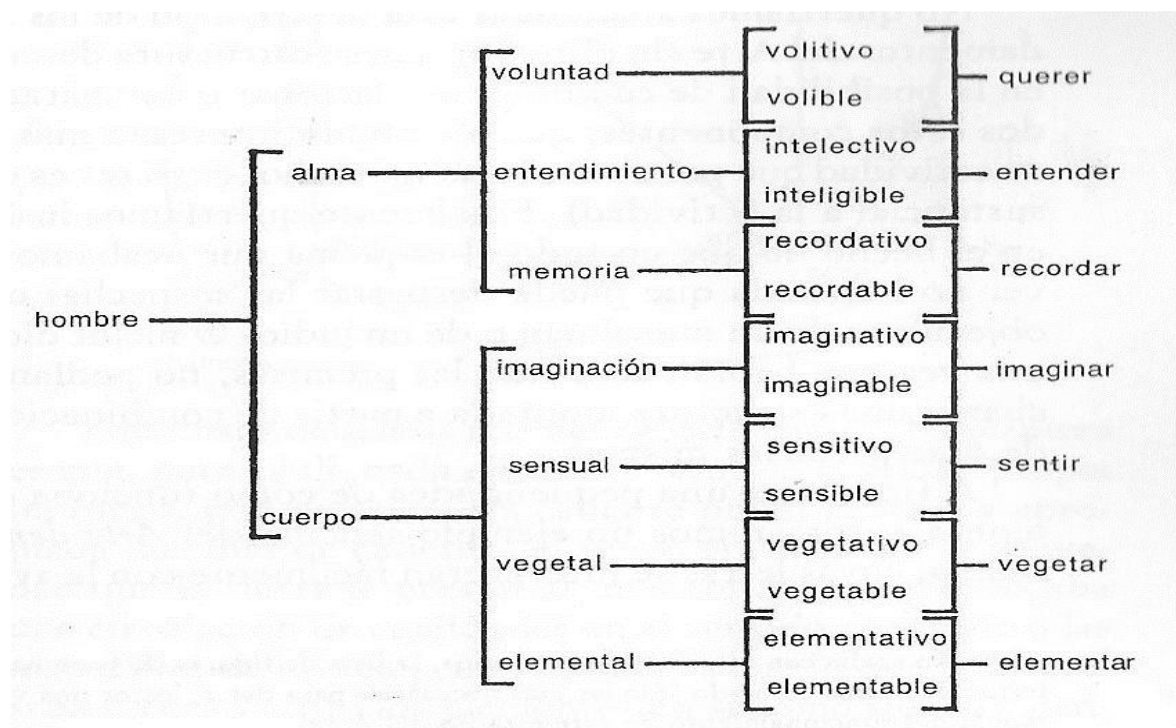 volitivo
voluntad
querer
volible
intelectivo
alma
entendimiento
entender
inteligible
recordativo
memoria
recordar
recordable
hombre
imaginativo
imaginación
imaginar
imaginable
sensitivo
sensual
sentir
sensible
cuerpo
vegetativo
vegetal
vegetar
vegetable
elementativo
elemental
elementar
elementable